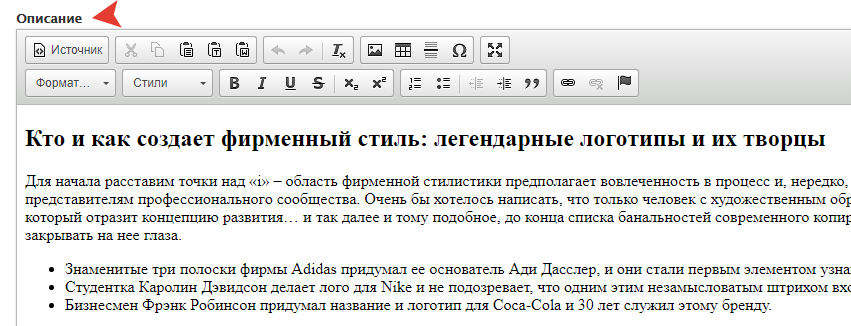 Описание
Источник
Формат... Стили
Кто и как создает фирменный стиль: легендарные логотипы и их творцы
Для начала расставим точки над «i» – область фирменной стилистики предполагает вовлеченность в процесс и, нередко,
представителям профессионального сообщества. Очень бы хотелось написать, что только человек с художественным обр
который отразит концепцию развития… и так далее и тому подобное, до конца списка банальностей современного копир
закрывать на нее глаза.
Знаменитые три полоски фирмы Adidas придумал ее основатель Ади Дасслер, и они стали первым элементом узна
Студентка Каролин Дэвидсон делает лого для Nike и не подозревает, что одним этим незамысловатым штрихом вхо
Бизнесмен Фрэнк Робинсон придумал название и логотип для Coca-Cola и 30 лет служил этому бренду.